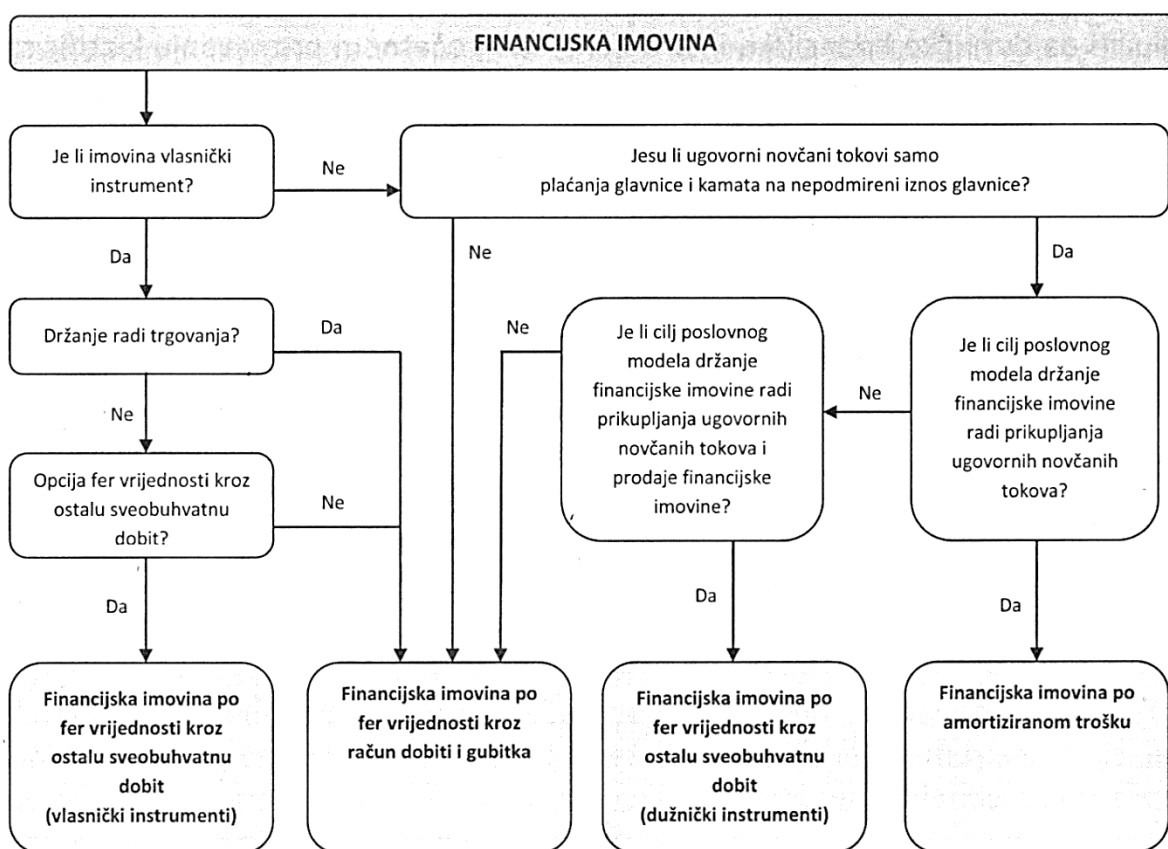 FINANCIJSKA IMOVINA
Je li imovina vlasnički
instrument?
Ne
Jesu li ugovorni novčani tokovi samo
plaćanja glavnice i kamata na nepodmireni iznos glavnice?
Da
Ne
Da
Držanje radi trgovanja?
Da
Ne
Je li cilj poslovnog
modela držanje
financijske imovine radi
prikupljanja ugovornih
novčanih tokova i
prodaje financijske
imovine?
Ne
Je li cilj poslovnog
modela držanje
financijske imovine
radi prikupljanja
ugovornih novčanih
tokova?
Ne
Opcija fer vrijednosti kroz
ostalu sveobuhvatnu
dobit?
Ne
Da
Da
Da
Financijska imovina po
fer vrijednosti kroz
ostalu sveobuhvatnu
dobit
(vlasnički instrumenti)
Financijska imovina po
fer vrijednosti kroz
račun dobiti i gubitka
Financijska imovina po
fer vrijednosti kroz
ostalu sveobuhvatnu
dobit
(dužnički instrumenti)
Financijska imovina po
amortiziranom trošku